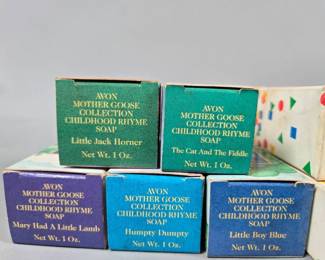 AVON
MOTHER GOOSE
COLLECTION
CHILDHOOD RHYME
SOAP
Little Jack Horner
Net Wt. 1 Oz.
AVON
MOTHER GOOSE
COLLECTION
CHILDHOOD RHYME
SOAP
The Cat And The Fiddle
Net Wt. 1 Oz.
AVON
MOTHER GOOSE
COLLECTION
CHILDHOOD RHYME
SOAP
Mary Had A Little Lamb
Net Wt. 1 Oz.
AVON
MOTHER GOOSE
COLLECTION
CHILDHOOD RHYME
SOAP
Humpty Dumpty
Net Wt. 1 Oz.
AVON
MOTHER GOOSE
COLLECTION
CHILDHOOD RHYME
SOAP
Little Boy Blue
Net Wt. 1 Oz.